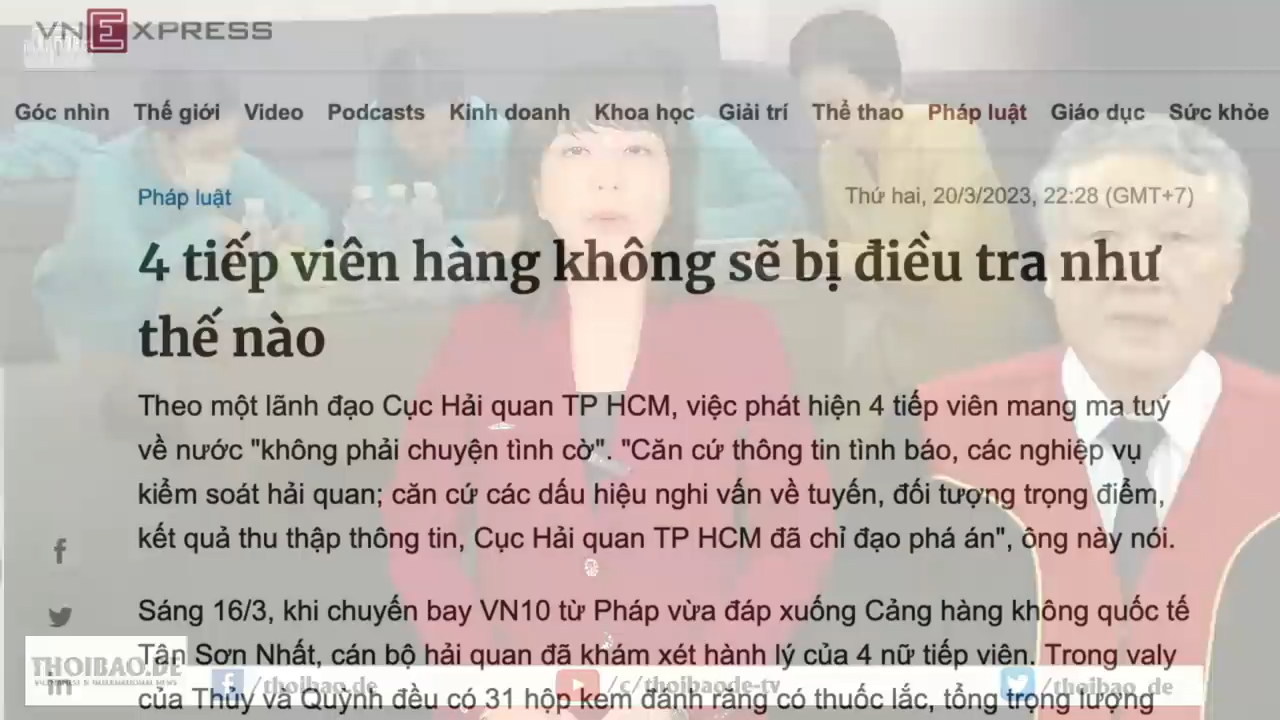 VNEXPRESS
Góc nhìn Thế giới Video Podcasts Kinh doanh Khoa học Giải trí Thể thao Pháp luật Giáo dục Sức khỏe
Pháp luật
Thứ hai, 20/3/2023, 22:28 (GMT+7)
4 tiếp viên hàng không sẽ bị điều tra như
thế nào
Theo một lãnh đạo Cục Hải quan TP HCM, việc phát hiện 4 tiếp viên mang ma tuý
về nước "không phải chuyện tình cờ". "Căn cứ thông tin tình báo, các nghiệp vụ
kiểm soát hải quan; căn cứ các dấu hiệu nghi vấn về tuyến, đối tượng trọng điểm,
kết quả thu thập thông tin, Cục Hải quan TP HCM đã chỉ đạo phá án", ông này nói.
Sáng 16/3, khi chuyến bay VN10 từ Pháp vừa đáp xuống Cảng hàng không quốc tế
Tân Sơn Nhất, cán bộ hải quan đã khám xét hành lý của 4 nữ tiếp viên. Trong valy
của Thủy và Quỳnh đều có 31 hộp kem đánh răng có thuốc lắc, tổng trọng lượng
THOIBAO.DE
/thoibao.de
/c/thoibaode-tv
/thoibao_de